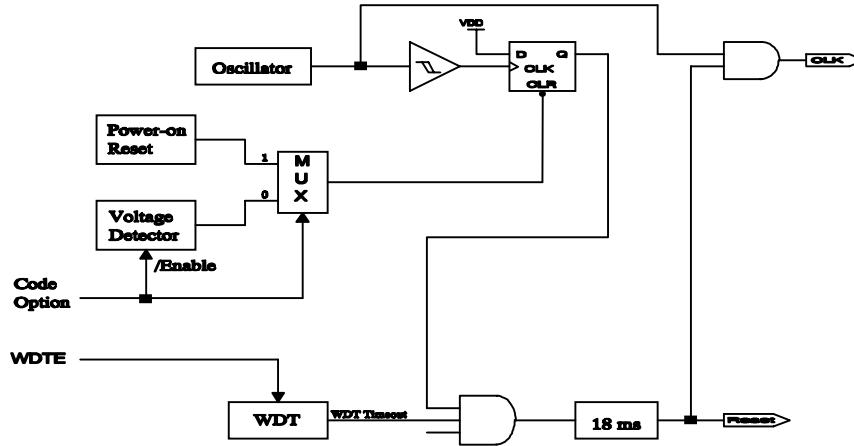 VDD
Oscillator
D Q
CLK
CLR
CLK
Power-on
Reset
1
M
U
X
0
Voltage
Detector
/Enable
Code
Option
WDTE
WDT
WDT Timeout
18 ms
Reset